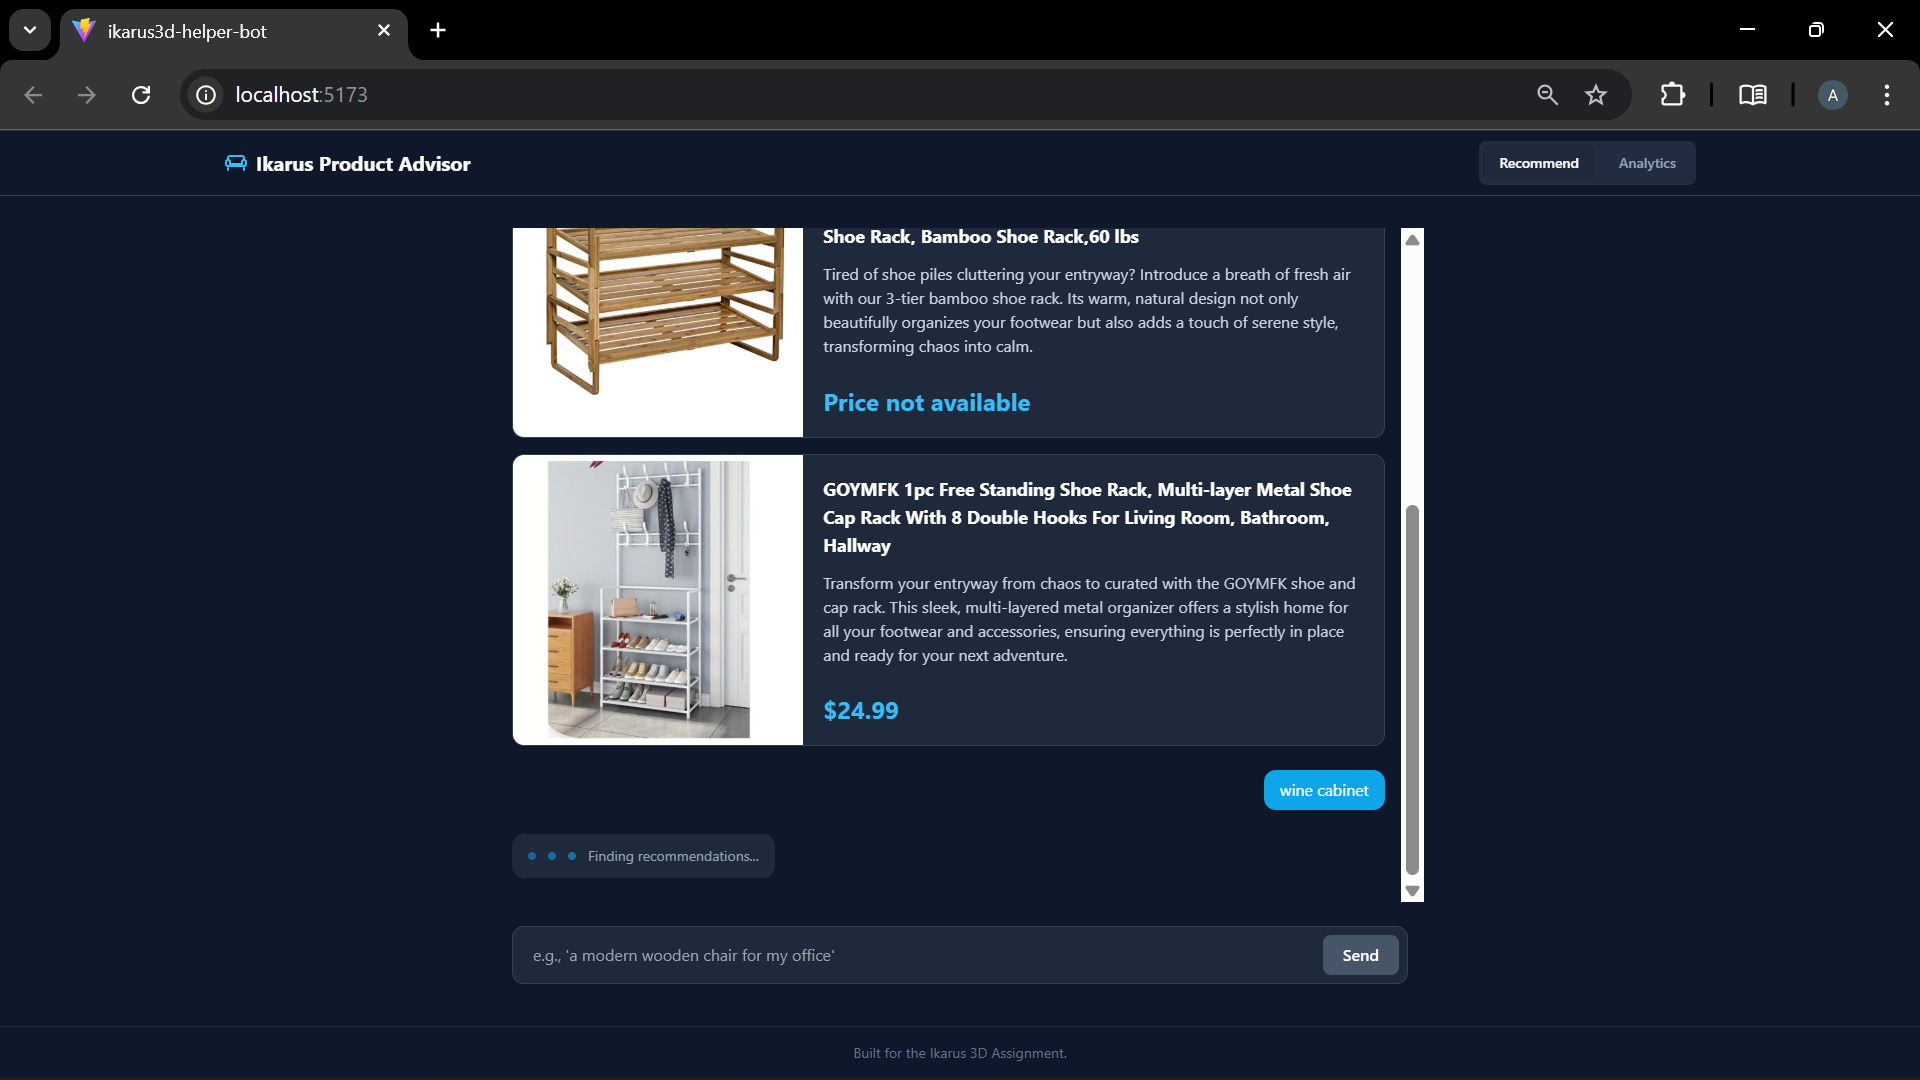 ikarus3d-helper-bot
localhost:5173
A
Ikarus Product Advisor
Recommend
Analytics
Shoe Rack, Bamboo Shoe Rack,60 lbs
Tired of shoe piles cluttering your entryway? Introduce a breath of fresh air
with our 3-tier bamboo shoe rack. Its warm, natural design not only
beautifully organizes your footwear but also adds a touch of serene style,
transforming chaos into calm.
Price not available
GOYMFK 1pc Free Standing Shoe Rack, Multi-layer Metal Shoe
Cap Rack With 8 Double Hooks For Living Room, Bathroom,
Hallway
Transform your entryway from chaos to curated with the GOYMFK shoe and
cap rack. This sleek, multi-layered metal organizer offers a stylish home for
all your footwear and accessories, ensuring everything is perfectly in place
and ready for your next adventure.
$24.99
wine cabinet
Finding recommendations...
e.g., 'a modern wooden chair for my office'
Send
Built for the Ikarus 3D Assignment.